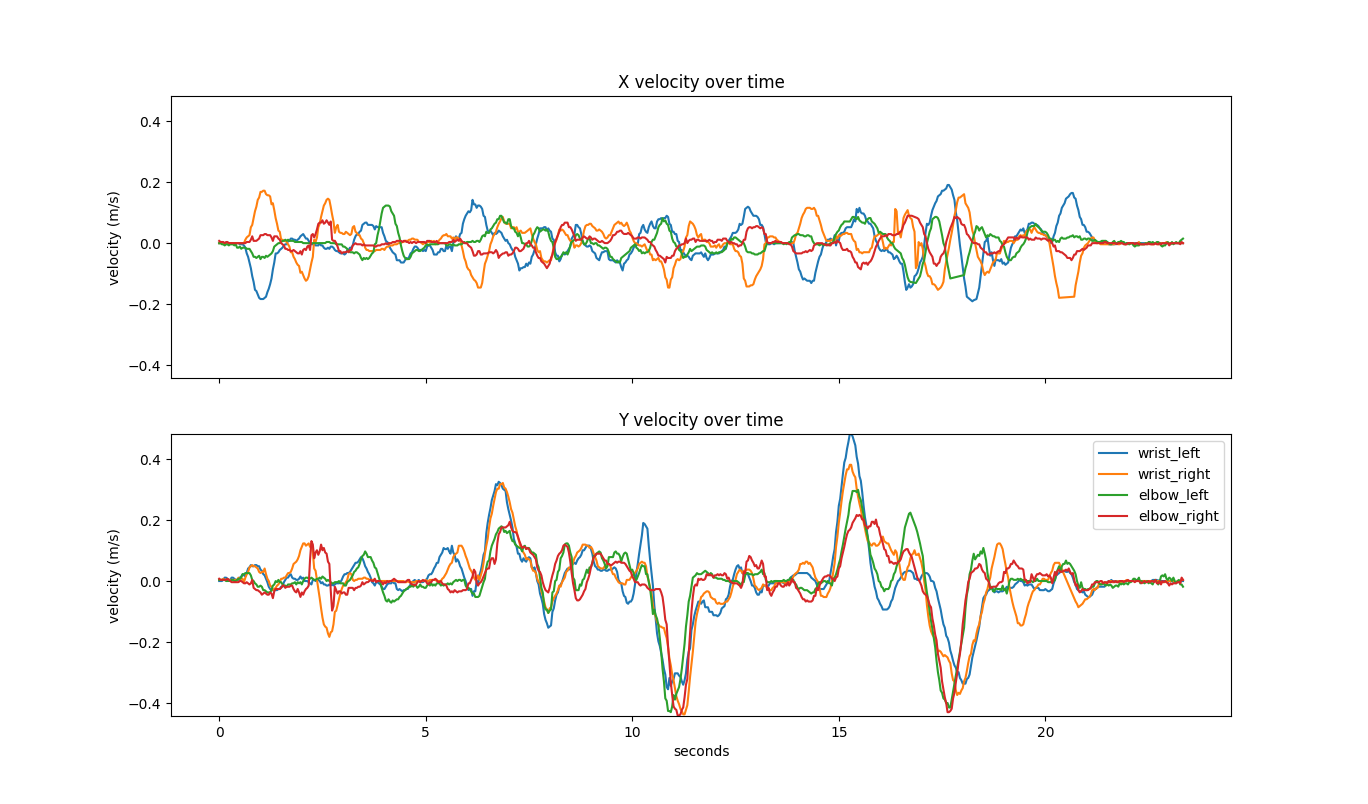 X velocity over time
0.4
0.2
0.0
−0.2
−0.4
velocity (m/s)
Y velocity over time
0.4
0.2
0.0
−0.2
−0.4
velocity (m/s)
wrist_left
wrist_right
elbow_left
elbow_right
0 5 10 15 20
seconds